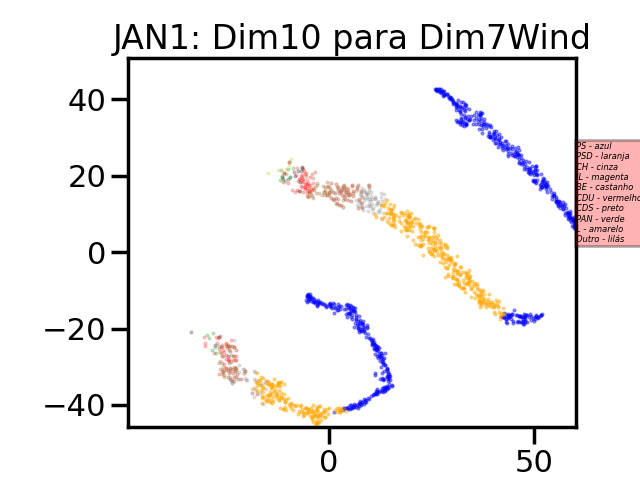 JAN1: Dim10 para Dim7Wind
40
20
0
−20
−40
0
50
PS - azul
PSD - laranja
CH - cinza
IL - magenta
BE - castanho
CDU - vermelho
CDS - preto
PAN - verde
L - amarelo
Outro - lilás